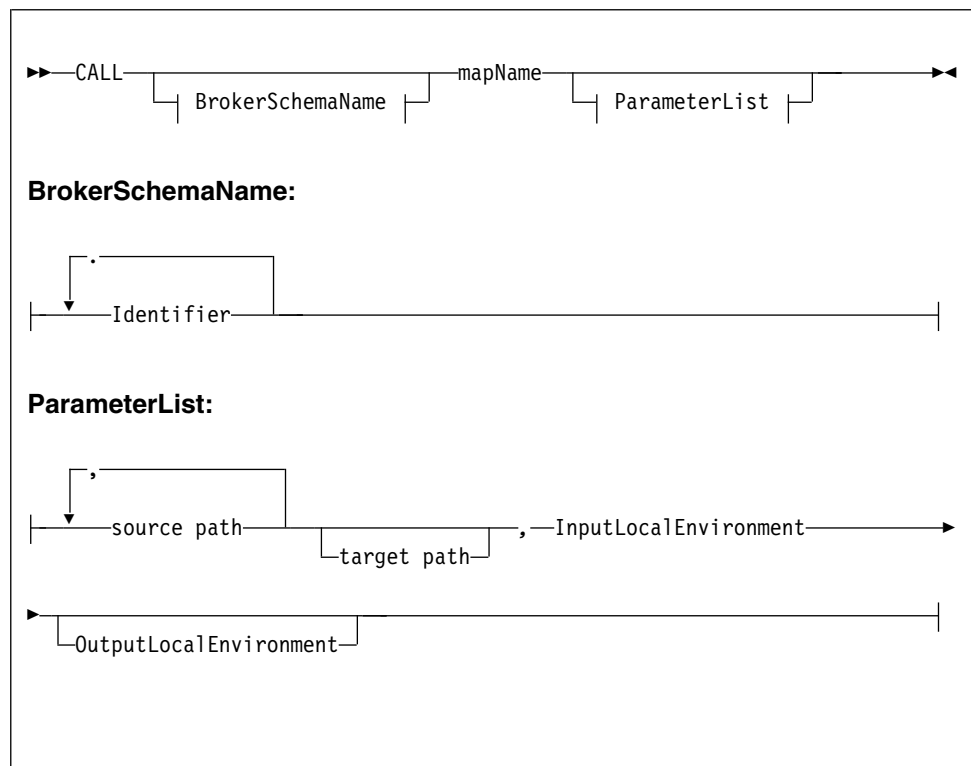 CALL mapName
BrokerSchemaName ParameterList
BrokerSchemaName:
.
Identifier
ParameterList:
,
source path , InputLocalEnvironment
target path
OutputLocalEnvironment